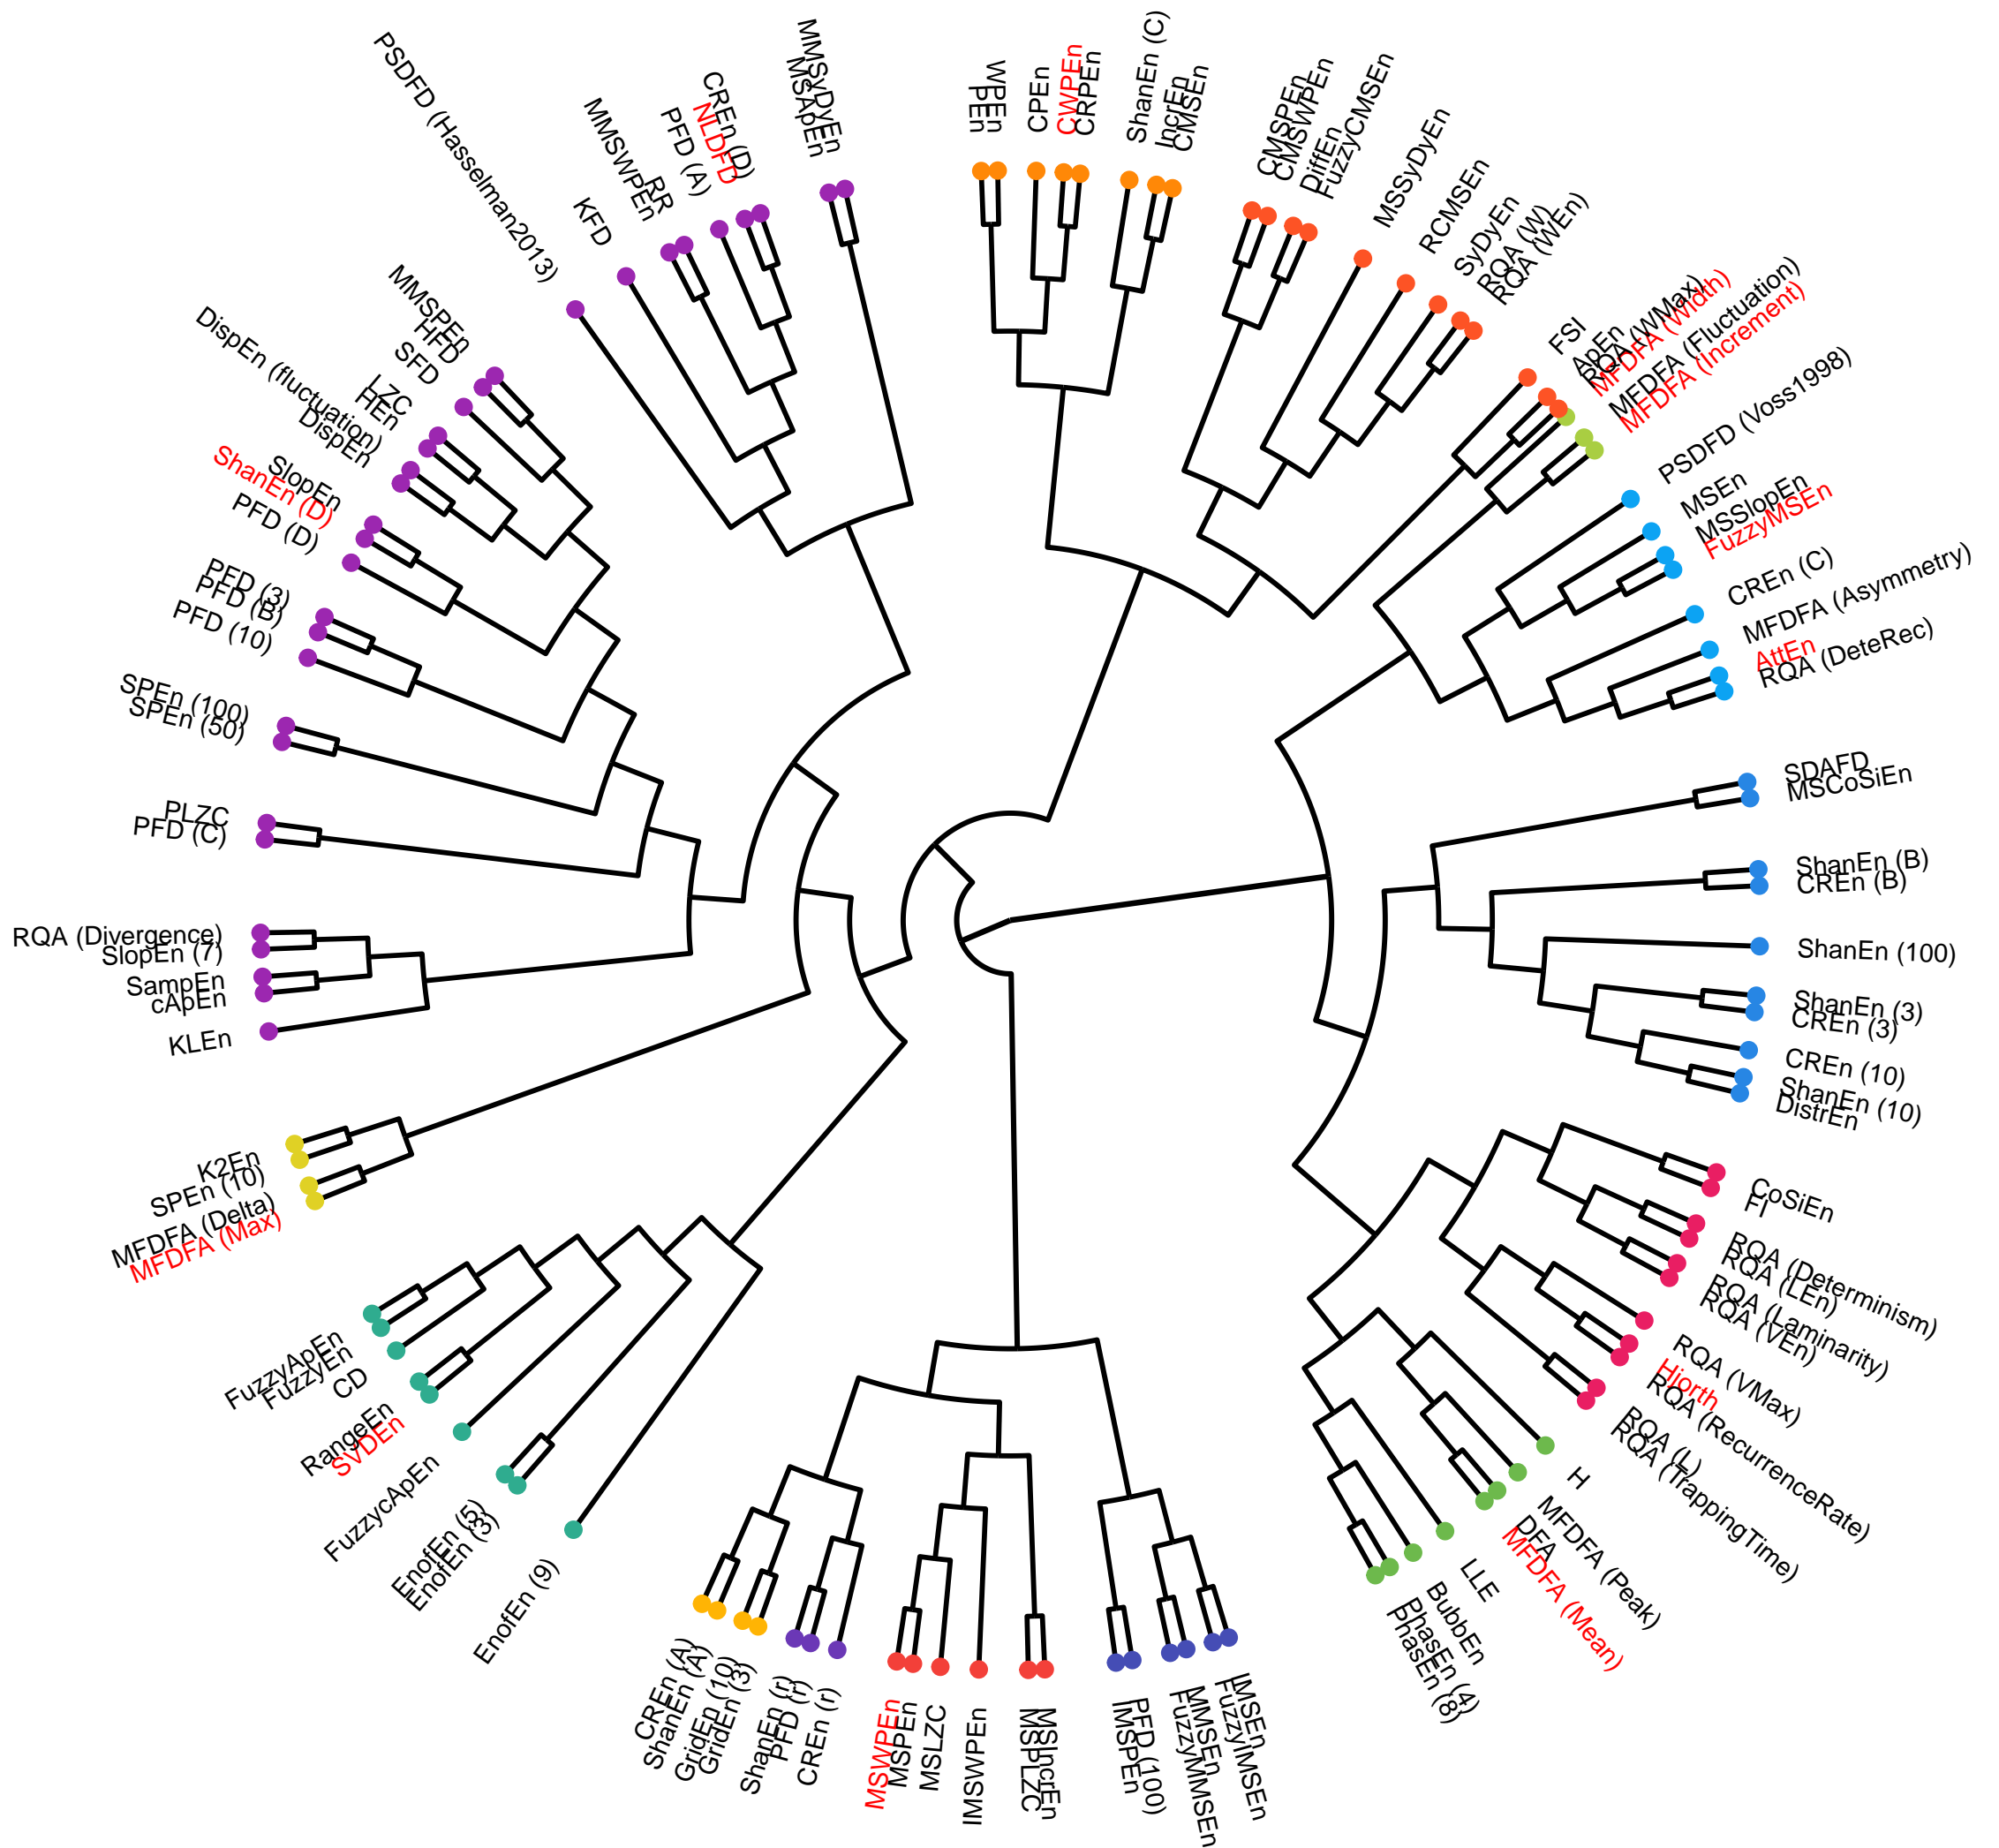 WPEn
PEn
CPEn
CWPEn
CRPEn
ShanEn (C)
IncrEn
CMSEn
CMSPEn
CMSWPEn
DiffEn
FuzzyCMSEn
MSSyDyEn
RCMSEn
SyDyEn
RQA (W)
RQA (WEn)
FSI
ApEn
RQA (WMax)
MFDFA (Width)
MFDFA (Fluctuation)
MFDFA (Increment)
PSDFD (Voss1998)
MSEn
MSSlopEn
FuzzyMSEn
CREn (C)
MFDFA (Asymmetry)
AttEn
RQA (DeteRec)
SDAFD
MSCoSiEn
ShanEn (B)
CREn (B)
ShanEn (100)
ShanEn (3)
CREn (3)
CREn (10)
ShanEn (10)
DistrEn
CoSiEn
FI
RQA (Determinism)
RQA (LEn)
RQA (Laminarity)
RQA (VEn)
RQA (VMax)
Hjorth
RQA (RecurrenceRate)
RQA (L)
RQA (TrappingTime)
H
MFDFA (Peak)
DFA
MFDFA (Mean)
LLE
BubbEn
PhasEn (4)
PhasEn (8)
IMSEn
FuzzyIMSEn
MMSEn
FuzzyMMSEn
PFD (100)
IMSPEn
MSIncrEn
MSPLZC
IMSWPEn
MSLZC
MSPEn
MSWPEn
CREn (r)
PFD (r)
ShanEn (r)
GridEn (3)
GridEn (10)
ShanEn (A)
CREn (A)
EnofEn (9)
EnofEn (3)
EnofEn (5)
FuzzycApEn
SVDEn
RangeEn
CD
FuzzyEn
FuzzyApEn
MFDFA (Max)
MFDFA (Delta)
SPEn (10)
K2En
KLEn
cApEn
SampEn
SlopEn (7)
RQA (Divergence)
PFD (C)
PLZC
SPEn (50)
SPEn (100)
PFD (10)
PFD (B)
PFD (3)
PFD (D)
ShanEn (D)
SlopEn
DispEn
DispEn (fluctuation)
HEn
LZC
SFD
HFD
MMSPEn
PSDFD (Hasselman2013)
KFD
MMSWPEn
RR
PFD (A)
NLDFD
CREn (D)
MSApEn
MMSyDyEn